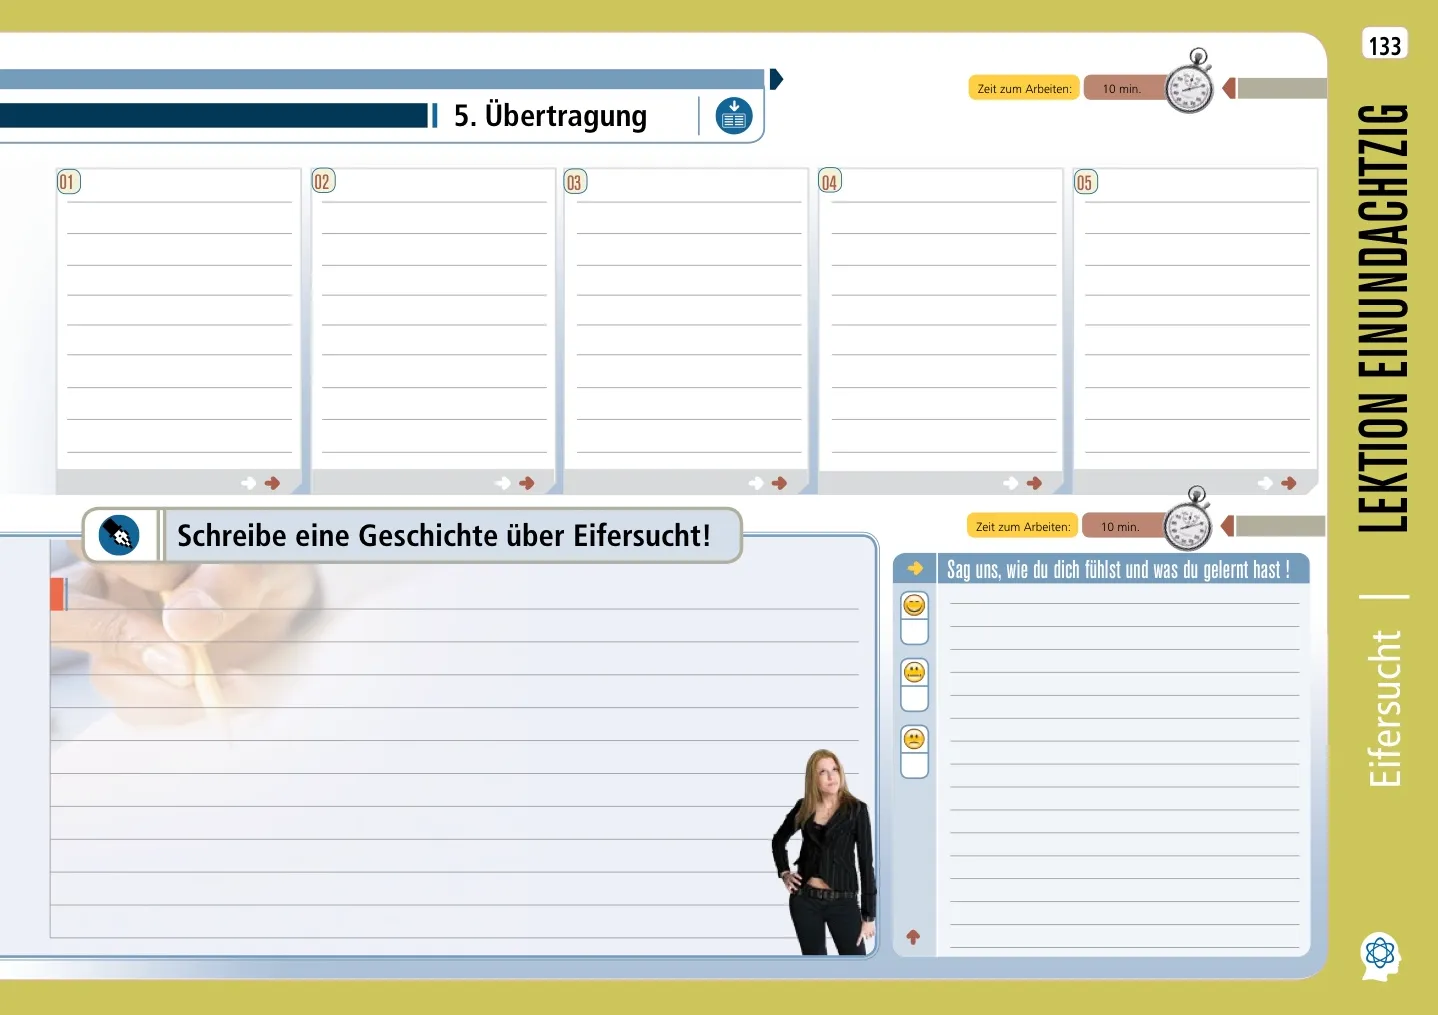 133
Zeit zum Arbeiten:
10 min.
5. Übertragung
01
02
03
04
05
LEKTION EINUNDACHTZIG
Eifersucht
Zeit zum Arbeiten:
10 min.
Schreibe eine Geschichte über Eifersucht!
Sag uns, wie du dich fühlst und was du gelernt hast !